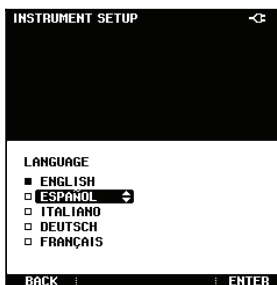 INSTRUMENT SETUP
LANGUAGE
ENGLISH
ESPAÑOL
ITALIANO
DEUTSCH
FRANÇAIS
BACK ENTER